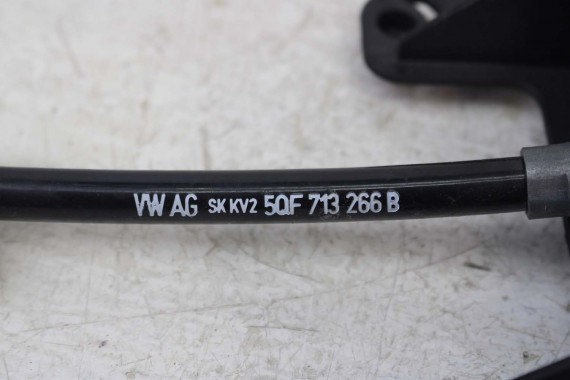 VW AG SK KV2 5QF 713 266 B